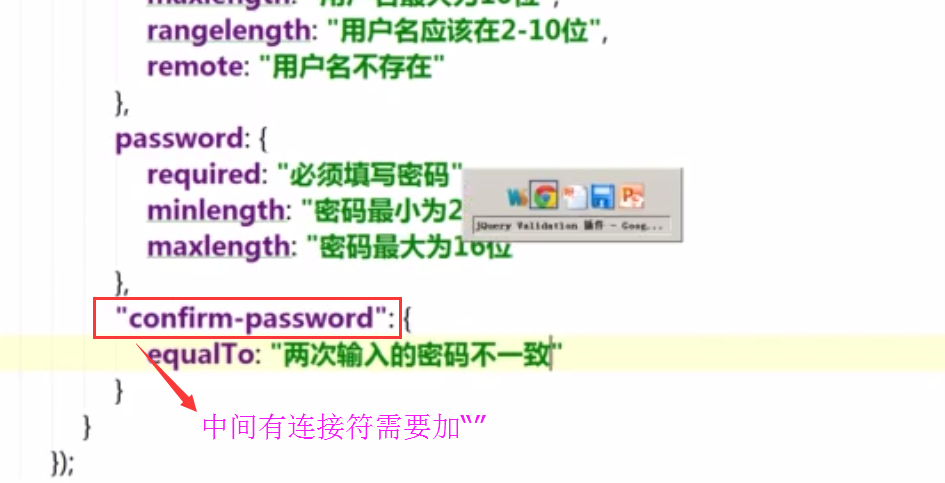 maxlength: "用户名最大为10位",
rangelength: "用户名应该在2-10位",
remote: "用户名不存在"
},
password: {
required: "必须填写密码"
minlength: "密码最小为2
maxlength: "密码最大为16位
},
"confirm-password": {
equalTo: "两次输入的密码不一致"
}
}
});
jQuery Validation 插件 - Goog...
中间有连接符需要加“”